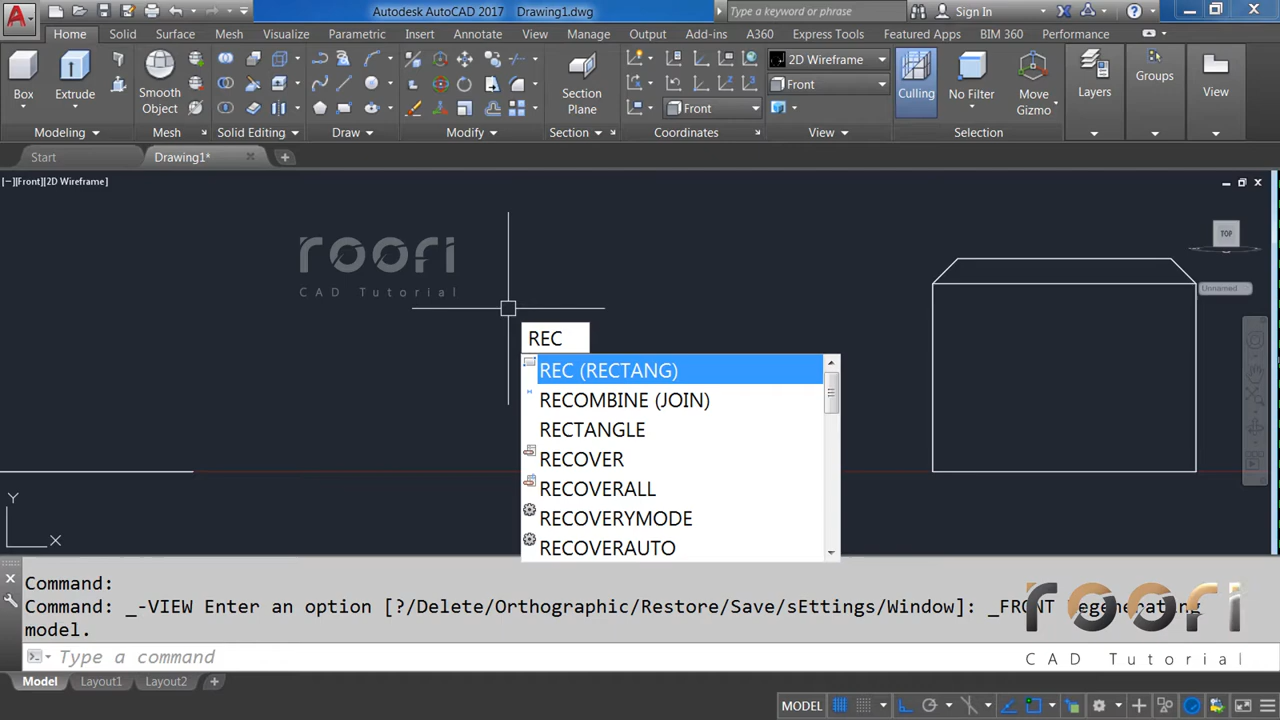 Autodesk AutoCAD 2017 Drawing1.dwg
Type a keyword or phrase
Sign In
Home Solid Surface Mesh Visualize Parametric Insert Annotate View Manage Output Add-ins A360 Express Tools Featured Apps BIM 360 Performance
Box
Extrude
Smooth Object
Section Plane
Front
2D Wireframe
Front
Culling
No Filter
Move Gizmo
Layers
Groups
View
Modeling Mesh Solid Editing Draw Modify Section Coordinates View Selection
Start Drawing1*
[−][Front][2D Wireframe]
TOP
Unnamed
roori
CAD Tutorial
REC
REC (RECTANG)
RECOMBINE (JOIN)
RECTANGLE
RECOVER
RECOVERALL
RECOVERYMODE
RECOVERAUTO
Y
X
Command:
Command: _-VIEW Enter an option [?/Delete/Orthographic/Restore/Save/sEttings/Window]: _FRONT Regenerating
model.
Type a command
roori
CAD Tutorial
Model Layout1 Layout2
MODEL